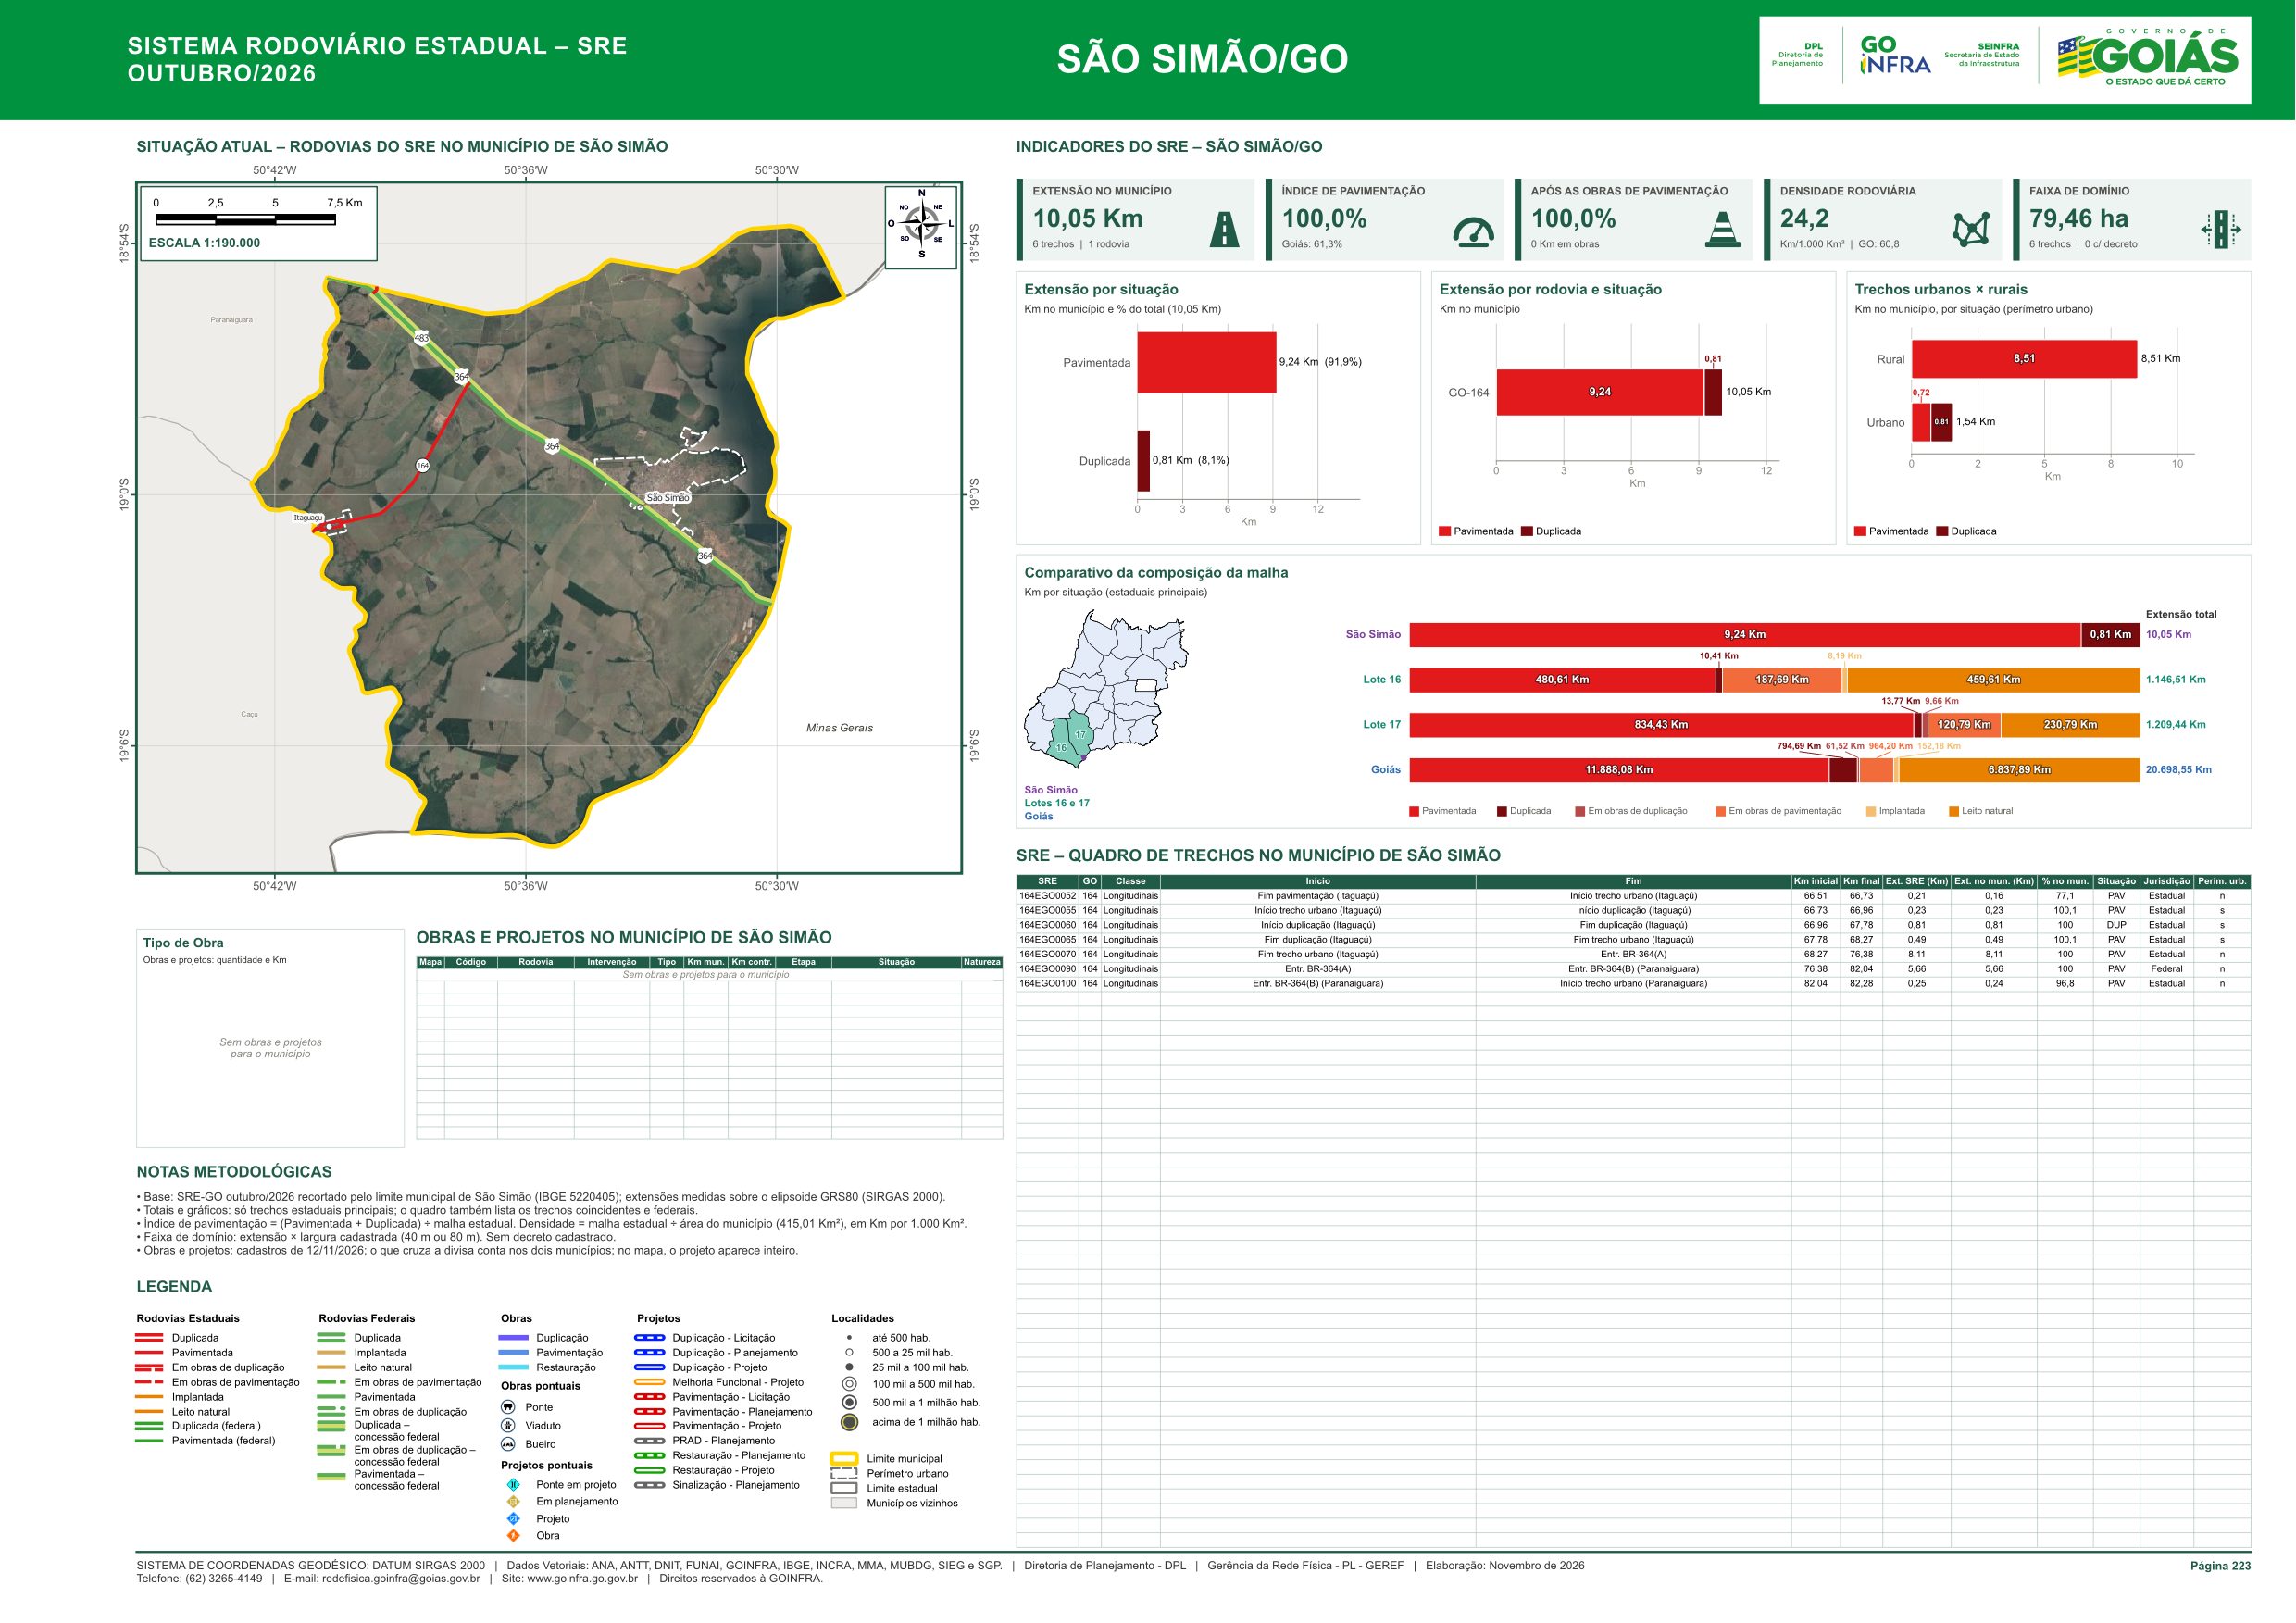 SISTEMA RODOVIÁRIO ESTADUAL – SRE
OUTUBRO/2026
SÃO SIMÃO/GO
DPL
Diretoria de
Planejamento
GO
iNFRA
SEINFRA
Secretaria de Estado
da Infraestrutura
GOVERNO DE
GOIÁS
O ESTADO QUE DÁ CERTO
SITUAÇÃO ATUAL – RODOVIAS DO SRE NO MUNICÍPIO DE SÃO SIMÃO
50°42'W 50°36'W 50°30'W
0 2,5 5 7,5 Km
ESCALA 1:190.000
N
NO NE
O L
SO SE
S
18°54'S 18°54'S
Paranaiguara
483
364
364
164
19°0'S 19°0'S
São Simão
Itaguaçu
364
Caçu
Minas Gerais
19°6'S 19°6'S
50°42'W 50°36'W 50°30'W
Tipo de Obra
Obras e projetos: quantidade e Km
Sem obras e projetos
para o município
OBRAS E PROJETOS NO MUNICÍPIO DE SÃO SIMÃO
Mapa Código Rodovia Intervenção Tipo Km mun. Km contr. Etapa Situação Natureza
Sem obras e projetos para o município
NOTAS METODOLÓGICAS
• Base: SRE-GO outubro/2026 recortado pelo limite municipal de São Simão (IBGE 5220405); extensões medidas sobre o elipsoide GRS80 (SIRGAS 2000).
• Totais e gráficos: só trechos estaduais principais; o quadro também lista os trechos coincidentes e federais.
• Índice de pavimentação = (Pavimentada + Duplicada) ÷ malha estadual. Densidade = malha estadual ÷ área do município (415,01 Km²), em Km por 1.000 Km².
• Faixa de domínio: extensão × largura cadastrada (40 m ou 80 m). Sem decreto cadastrado.
• Obras e projetos: cadastros de 12/11/2026; o que cruza a divisa conta nos dois municípios; no mapa, o projeto aparece inteiro.
LEGENDA
Rodovias Estaduais
Duplicada
Pavimentada
Em obras de duplicação
Em obras de pavimentação
Implantada
Leito natural
Duplicada (federal)
Pavimentada (federal)
Rodovias Federais
Duplicada
Implantada
Leito natural
Em obras de pavimentação
Pavimentada
Em obras de duplicação
Duplicada –
concessão federal
Em obras de duplicação –
concessão federal
Pavimentada –
concessão federal
Obras
Duplicação
Pavimentação
Restauração
Obras pontuais
Ponte
Viaduto
Bueiro
Projetos pontuais
Ponte em projeto
Em planejamento
Projeto
Obra
Projetos
Duplicação - Licitação
Duplicação - Planejamento
Duplicação - Projeto
Melhoria Funcional - Projeto
Pavimentação - Licitação
Pavimentação - Planejamento
Pavimentação - Projeto
PRAD - Planejamento
Restauração - Planejamento
Restauração - Projeto
Sinalização - Planejamento
Localidades
até 500 hab.
500 a 25 mil hab.
25 mil a 100 mil hab.
100 mil a 500 mil hab.
500 mil a 1 milhão hab.
acima de 1 milhão hab.
Limite municipal
Perímetro urbano
Limite estadual
Municípios vizinhos
INDICADORES DO SRE – SÃO SIMÃO/GO
EXTENSÃO NO MUNICÍPIO
10,05 Km
6 trechos | 1 rodovia
ÍNDICE DE PAVIMENTAÇÃO
100,0%
Goiás: 61,3%
APÓS AS OBRAS DE PAVIMENTAÇÃO
100,0%
0 Km em obras
DENSIDADE RODOVIÁRIA
24,2
Km/1.000 Km² | GO: 60,8
FAIXA DE DOMÍNIO
79,46 ha
6 trechos | 0 c/ decreto
Extensão por situação
Km no município e % do total (10,05 Km)
Pavimentada 9,24 Km (91,9%)
Duplicada 0,81 Km (8,1%)
0 3 6 9 12
Km
Extensão por rodovia e situação
Km no município
0,81
GO-164 9,24 10,05 Km
0 3 6 9 12
Km
Pavimentada Duplicada
Trechos urbanos × rurais
Km no município, por situação (perímetro urbano)
Rural 8,51 8,51 Km
0,72
Urbano 0,81 1,54 Km
0 2 5 8 10
Km
Pavimentada Duplicada
Comparativo da composição da malha
Km por situação (estaduais principais)
17
16
São Simão
Lotes 16 e 17
Goiás
Extensão total
São Simão 9,24 Km 0,81 Km 10,05 Km
10,41 Km 8,19 Km
Lote 16 480,61 Km 187,69 Km 459,61 Km 1.146,51 Km
13,77 Km 9,66 Km
Lote 17 834,43 Km 120,79 Km 230,79 Km 1.209,44 Km
794,69 Km 61,52 Km 964,20 Km 152,18 Km
Goiás 11.888,08 Km 6.837,89 Km 20.698,55 Km
Pavimentada Duplicada Em obras de duplicação Em obras de pavimentação Implantada Leito natural
SRE – QUADRO DE TRECHOS NO MUNICÍPIO DE SÃO SIMÃO
SRE GO Classe Início Fim Km inicial Km final Ext. SRE (Km) Ext. no mun. (Km) % no mun. Situação Jurisdição Perím. urb.
164EGO0052 164 Longitudinais Fim pavimentação (Itaguaçú) Início trecho urbano (Itaguaçú) 66,51 66,73 0,21 0,16 77,1 PAV Estadual n
164EGO0055 164 Longitudinais Início trecho urbano (Itaguaçú) Início duplicação (Itaguaçú) 66,73 66,96 0,23 0,23 100,1 PAV Estadual s
164EGO0060 164 Longitudinais Início duplicação (Itaguaçú) Fim duplicação (Itaguaçú) 66,96 67,78 0,81 0,81 100 DUP Estadual s
164EGO0065 164 Longitudinais Fim duplicação (Itaguaçú) Fim trecho urbano (Itaguaçú) 67,78 68,27 0,49 0,49 100,1 PAV Estadual s
164EGO0070 164 Longitudinais Fim trecho urbano (Itaguaçú) Entr. BR-364(A) 68,27 76,38 8,11 8,11 100 PAV Estadual n
164EGO0090 164 Longitudinais Entr. BR-364(A) Entr. BR-364(B) (Paranaiguara) 76,38 82,04 5,66 5,66 100 PAV Federal n
164EGO0100 164 Longitudinais Entr. BR-364(B) (Paranaiguara) Início trecho urbano (Paranaiguara) 82,04 82,28 0,25 0,24 96,8 PAV Estadual n
SISTEMA DE COORDENADAS GEODÉSICO: DATUM SIRGAS 2000 | Dados Vetoriais: ANA, ANTT, DNIT, FUNAI, GOINFRA, IBGE, INCRA, MMA, MUBDG, SIEG e SGP. | Diretoria de Planejamento - DPL | Gerência da Rede Física - PL - GEREF | Elaboração: Novembro de 2026
Telefone: (62) 3265-4149 | E-mail: redefisica.goinfra@goias.gov.br | Site: www.goinfra.go.gov.br | Direitos reservados à GOINFRA.
Página 223